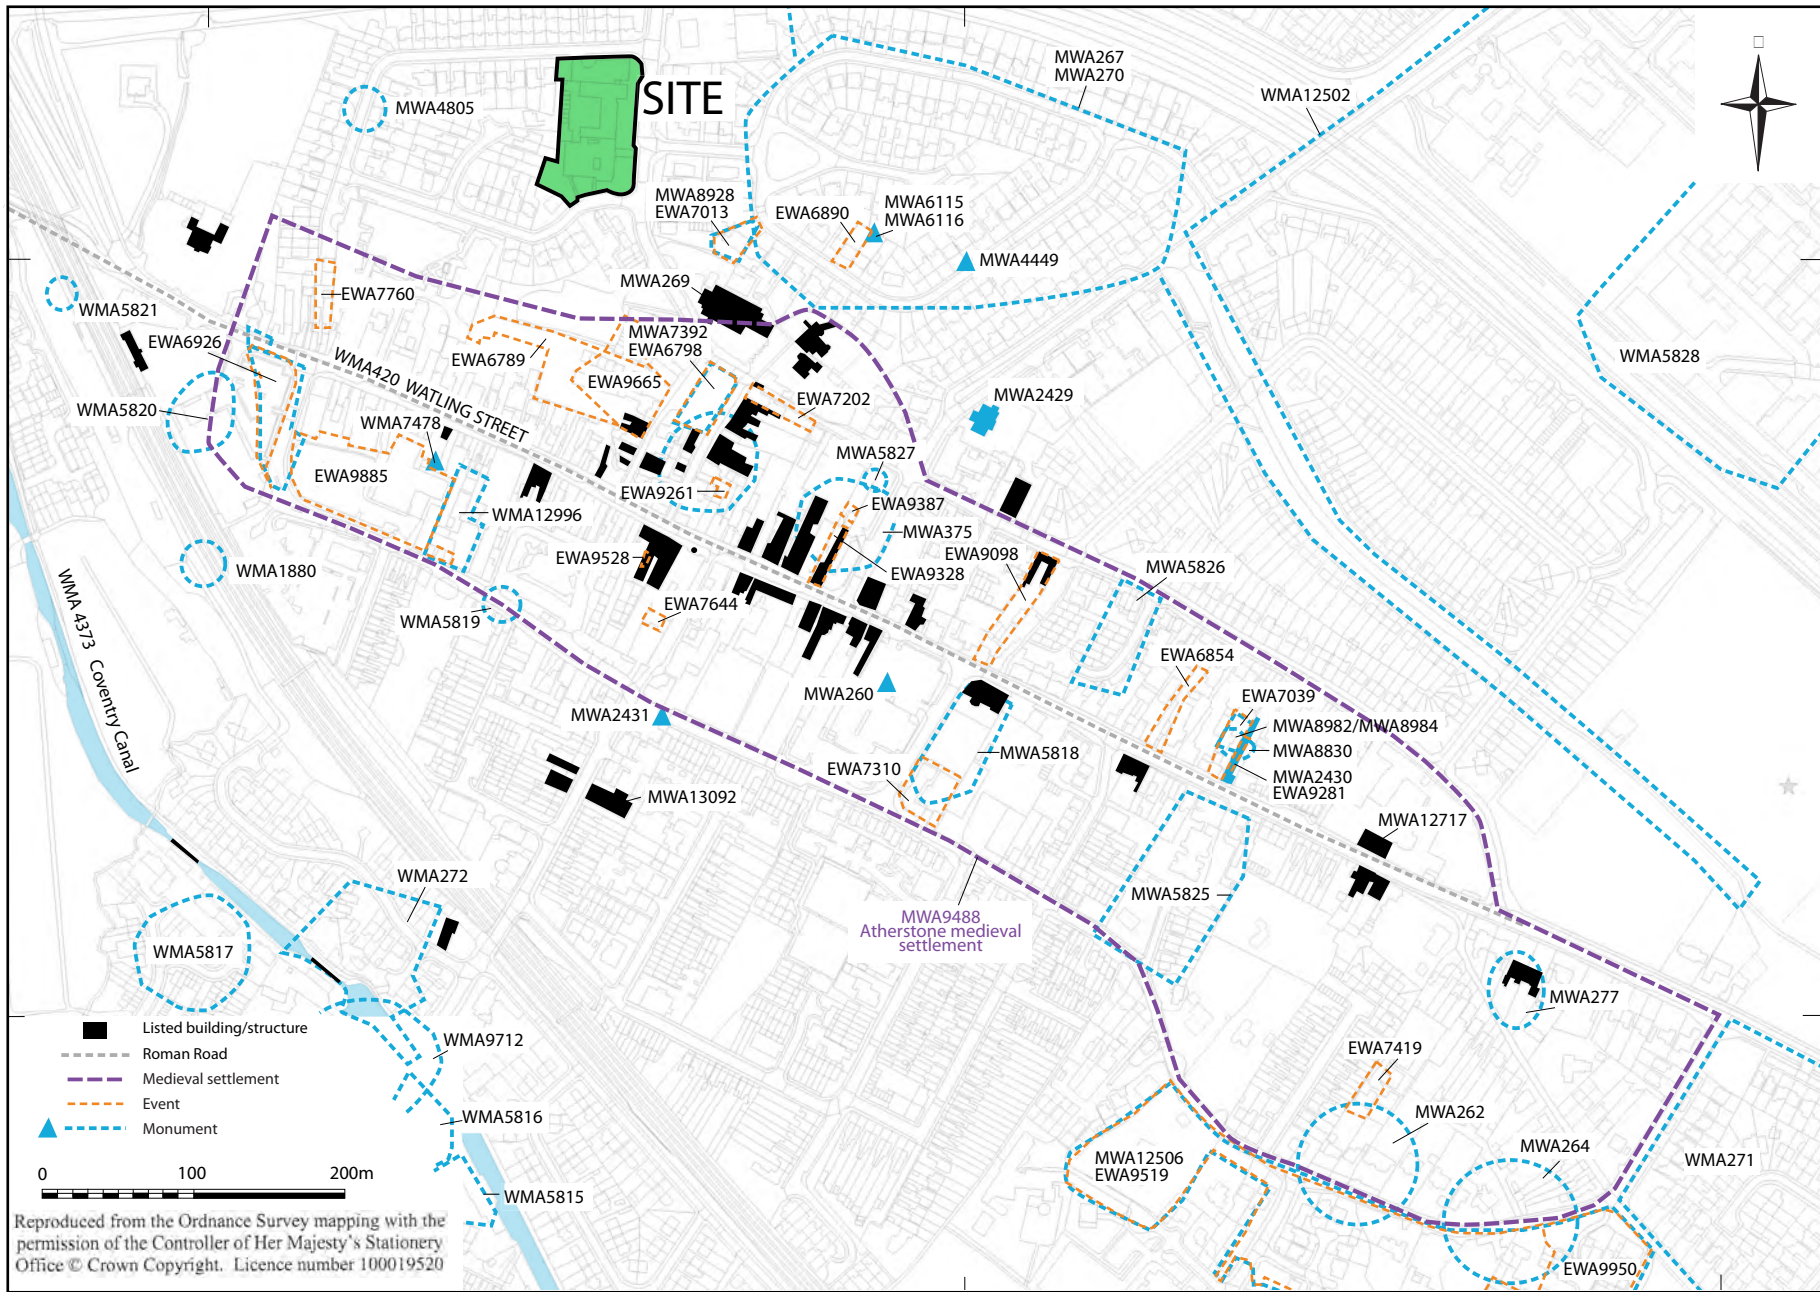 SITE
MWA267
MWA270
WMA12502
MWA4805
MWA8928
EWA7013
EWA6890
MWA6115
MWA6116
MWA4449
MWA269
EWA7760
WMA5821
EWA6926
WMA420 WATLING STREET
EWA6789
MWA7392
EWA6798
EWA9665
EWA7202
WMA5828
WMA5820
WMA7478
MWA2429
MWA5827
EWA9885
EWA9261
EWA9387
WMA12996
MWA375
EWA9098
EWA9528
EWA9328
WMA1880
MWA5826
EWA7644
WMA5819
WMA 4373 Coventry Canal
EWA6854
MWA260
EWA7039
MWA2431
MWA8982/MWA8984
MWA8830
MWA5818
EWA7310
MWA2430
EWA9281
MWA13092
MWA12717
WMA272
MWA5825
MWA9488
Atherstone medieval
settlement
WMA5817
MWA277
WMA9712
EWA7419
WMA5816
MWA262
MWA264
MWA12506
EWA9519
WMA271
WMA5815
EWA9950
Listed building/structure
Roman Road
Medieval settlement
Event
Monument
0 100 200m
Reproduced from the Ordnance Survey mapping with the
permission of the Controller of Her Majesty's Stationery
Office © Crown Copyright. Licence number 100019520